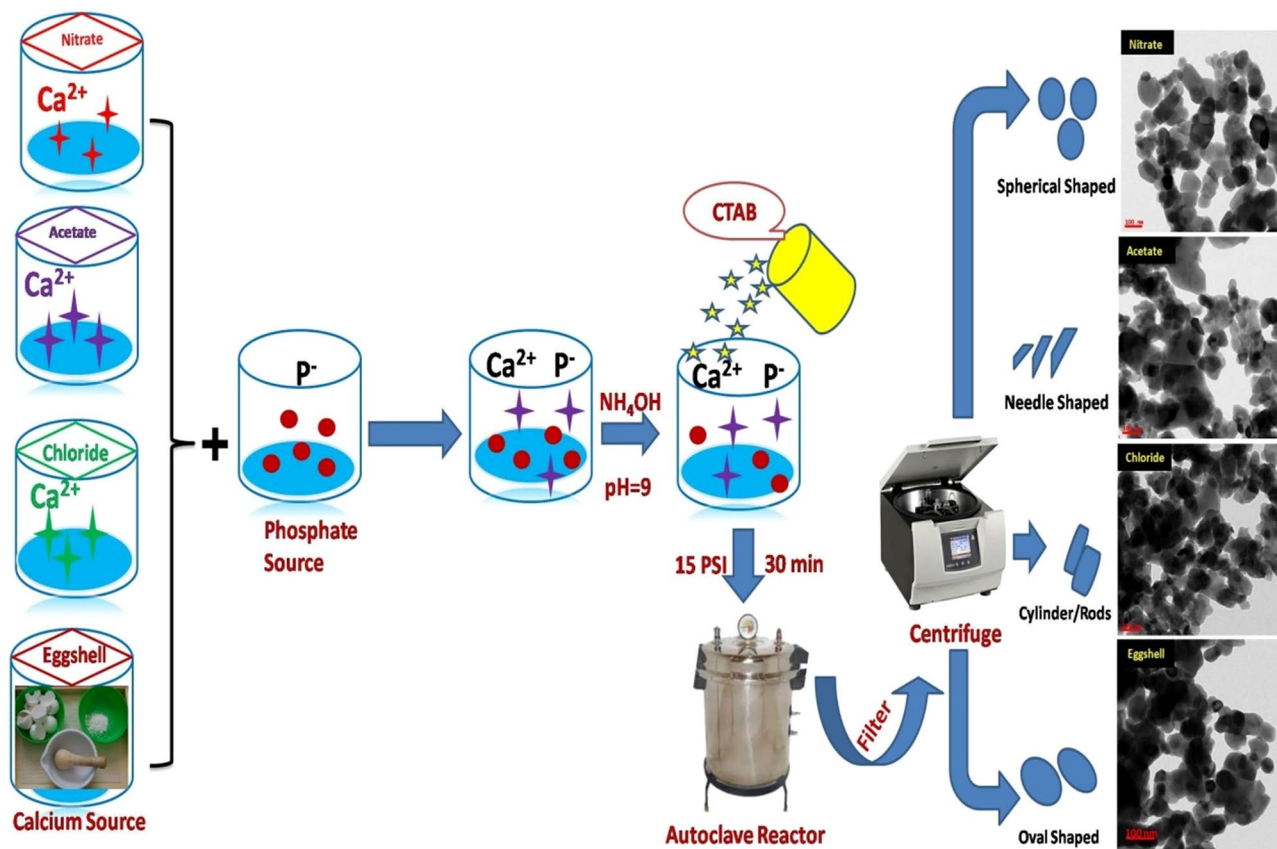 Nitrate
Ca²⁺
Acetate
Ca²⁺
Chloride
Ca²⁺
Eggshell
Calcium Source
+
P⁻
Phosphate
Source
Ca²⁺ P⁻
NH₄OH
pH=9
CTAB
Ca²⁺ P⁻
15 PSI 30 min
Autoclave Reactor
Filter
Centrifuge
Spherical Shaped
Needle Shaped
Cylinder/Rods
Oval Shaped
Nitrate
100 nm
Acetate
Chloride
Eggshell
100 nm